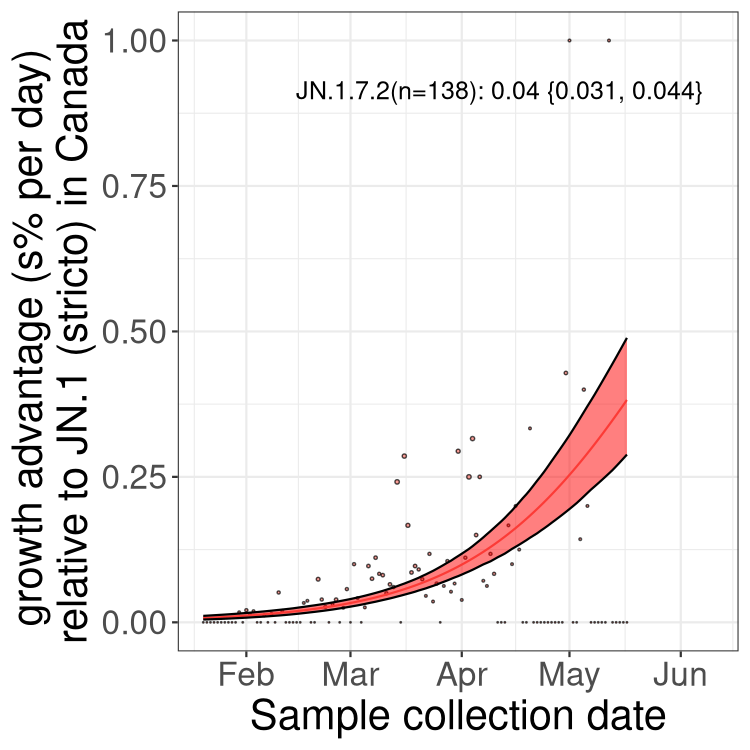 growth advantage (s% per day)
relative to JN.1 (stricto) in Canada
1.00
0.75
0.50
0.25
0.00
JN.1.7.2(n=138): 0.04 {0.031, 0.044}
Feb Mar Apr May Jun
Sample collection date